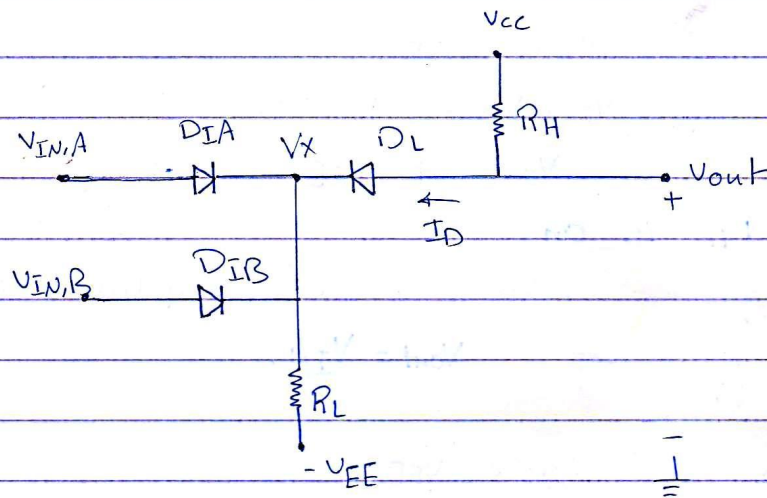 VCC
RH
VIN,A
DIA
VX
DL
Vout
+
ID
DIB
VIN,B
RL
-VEE
-